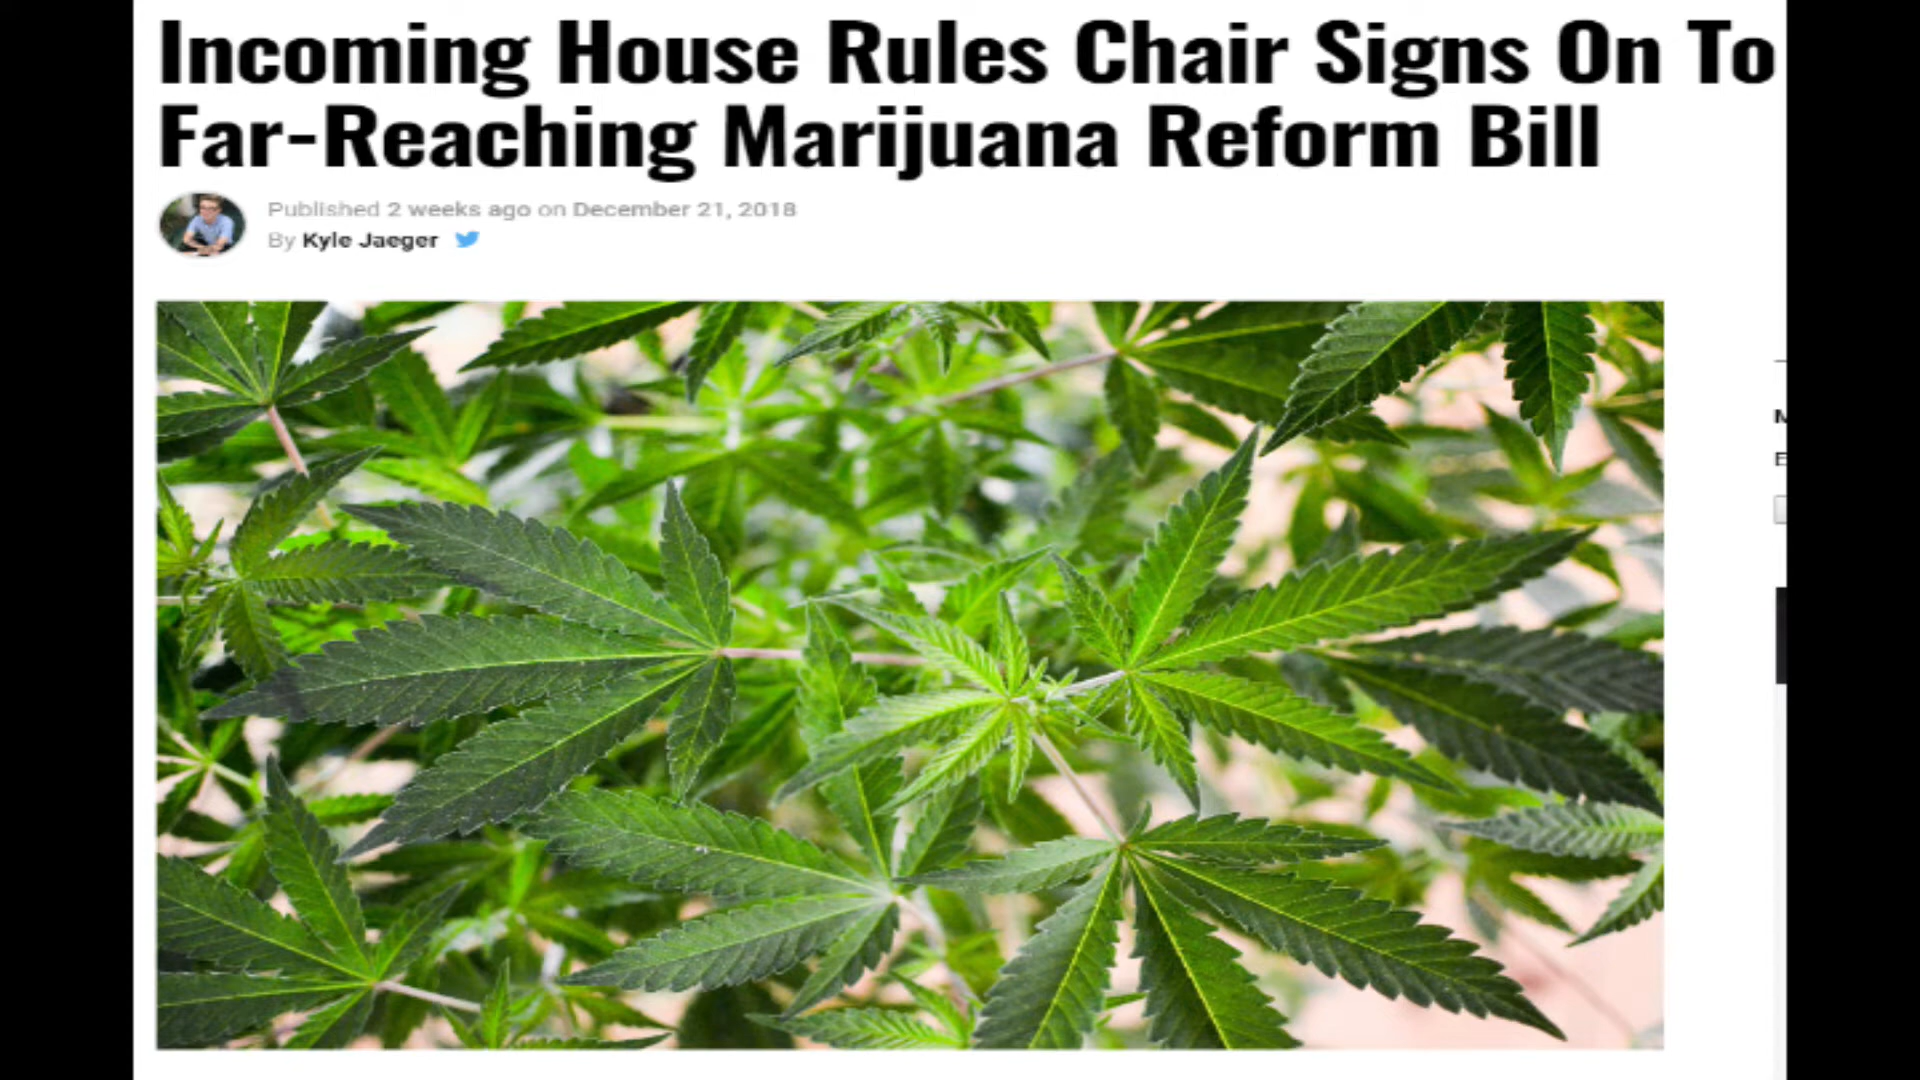 Incoming House Rules Chair Signs On To
Far-Reaching Marijuana Reform Bill
Published 2 weeks ago on December 21, 2018
By Kyle Jaeger